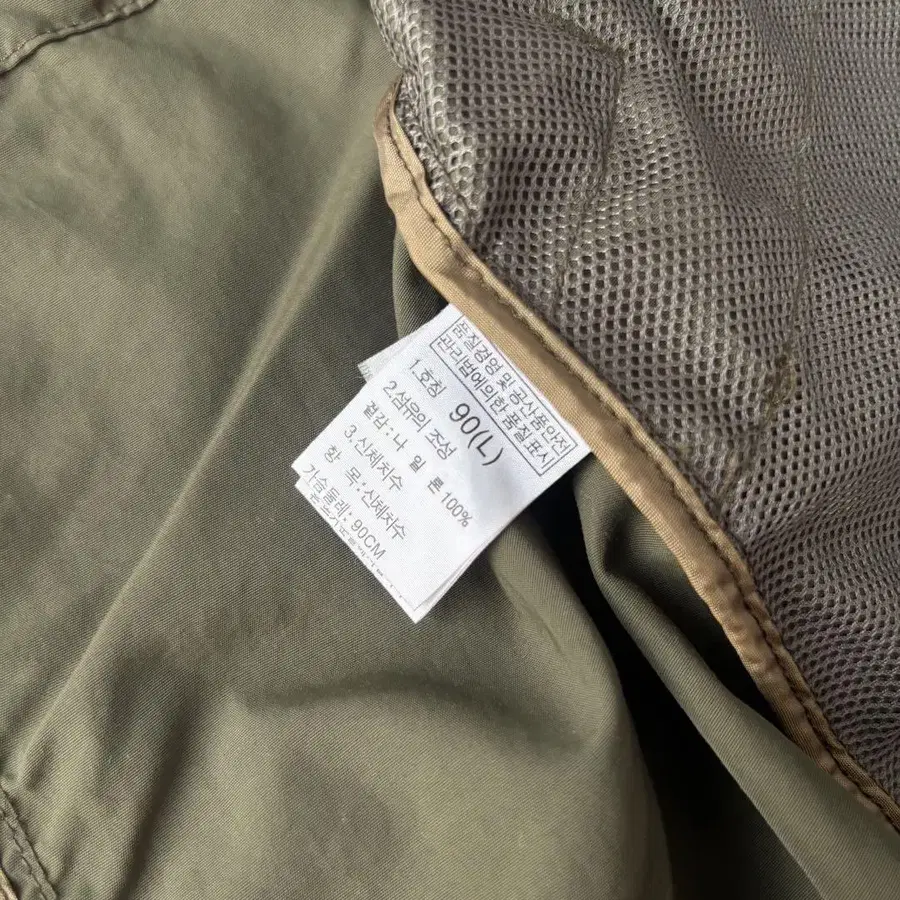 품질경영 및 공산품안전
관리법에의한 품질표시
1.호칭 90(L)
2.섬유의 조성
겉감:나 일 론 100%
3.신체치수
항 목:신체치수
가슴둘레:90CM